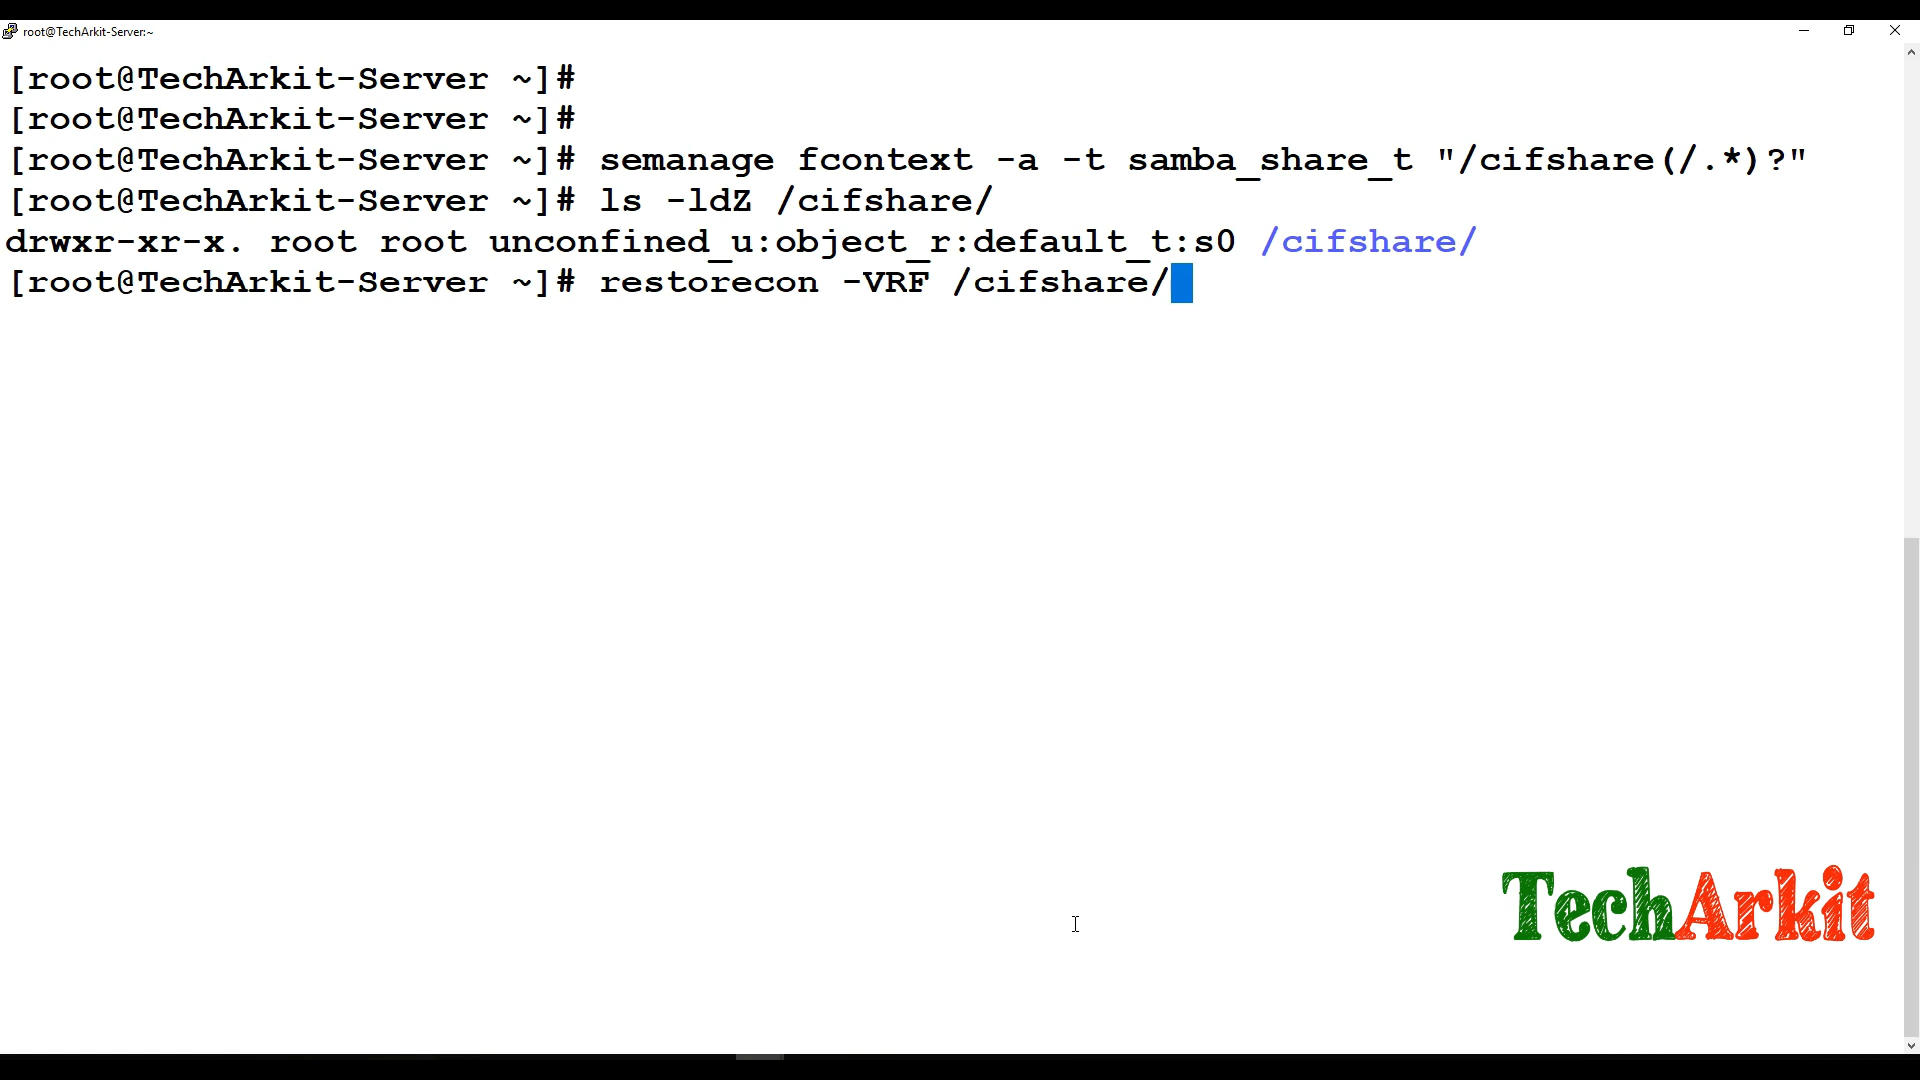 root@TechArkit-Server:~
[root@TechArkit-Server ~]#
[root@TechArkit-Server ~]#
[root@TechArkit-Server ~]# semanage fcontext -a -t samba_share_t "/cifshare(/.*)?"
[root@TechArkit-Server ~]# ls -ldZ /cifshare/
drwxr-xr-x. root root unconfined_u:object_r:default_t:s0 /cifshare/
[root@TechArkit-Server ~]# restorecon -VRF /cifshare/
TechArkit